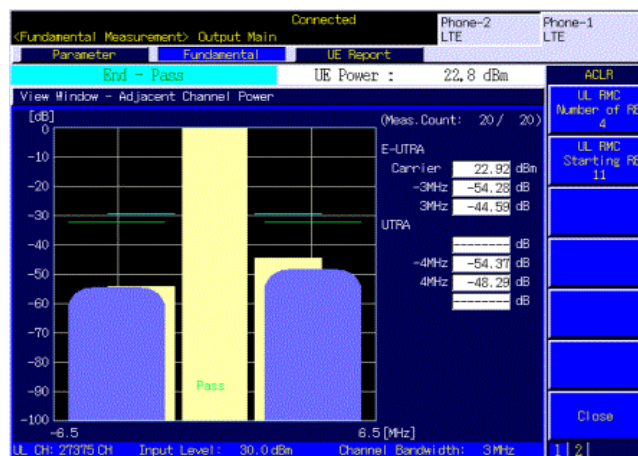 Connected
Phone-2
LTE
Phone-1
LTE
<Fundamental Measurement> Output Main
Parameter
Fundamental
UE Report
End - Pass
UE Power :
22.8 dBm
ACLR
View Window - Adjacent Channel Power
UL RMC
Number of RB
4
[dB]
(Meas.Count: 20 / 20)
0
-10
-20
-30
-40
-50
-60
-70
-80
-90
-100
E-UTRA
Carrier 22.92 dBm
-3MHz -54.28 dB
3MHz -44.59 dB
UTRA
------- dB
-4MHz -54.37 dB
4MHz -48.29 dB
------- dB
UL RMC
Starting RB
11
Pass
-6.5
6.5 [MHz]
Close
UL CH: 27375 CH Input Level: 30.0 dBm Channel Bandwidth: 3 MHz
1 2